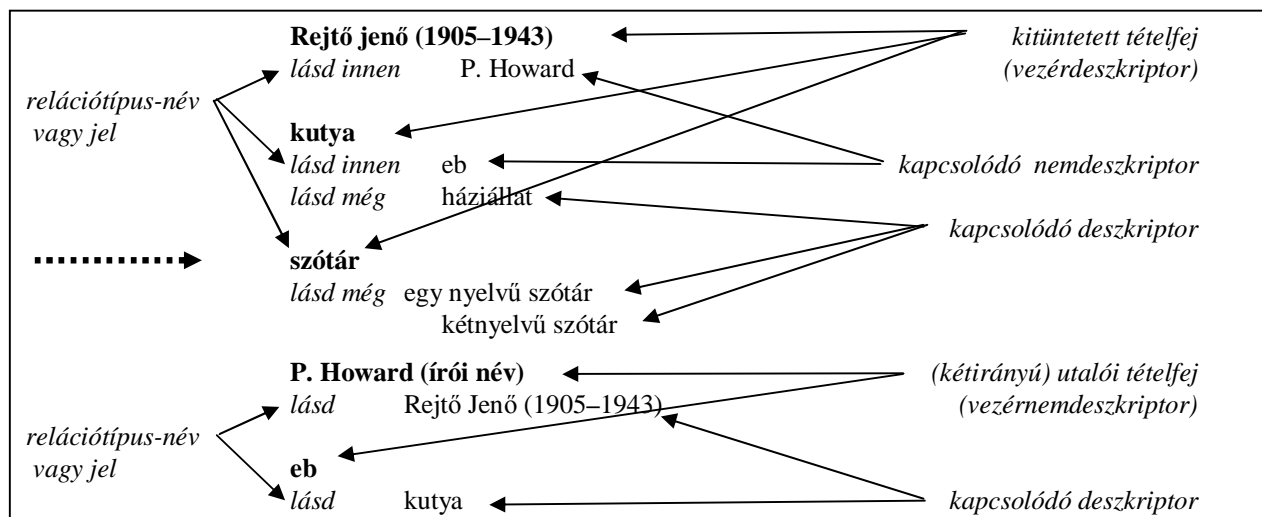 Rejtő jenő (1905–1943)
kitüntetett tételfej
lásd innen P. Howard
(vezérdeszkriptor)
relációtípus-név
vagy jel
kutya
lásd innen eb
kapcsolódó nemdeszkriptor
lásd még háziállat
kapcsolódó deszkriptor
szótár
lásd még egy nyelvű szótár
kétnyelvű szótár
P. Howard (írói név)
(kétirányú) utalói tételfej
lásd Rejtő Jenő (1905–1943)
(vezérnemdeszkriptor)
relációtípus-név
vagy jel
eb
lásd kutya
kapcsolódó deszkriptor